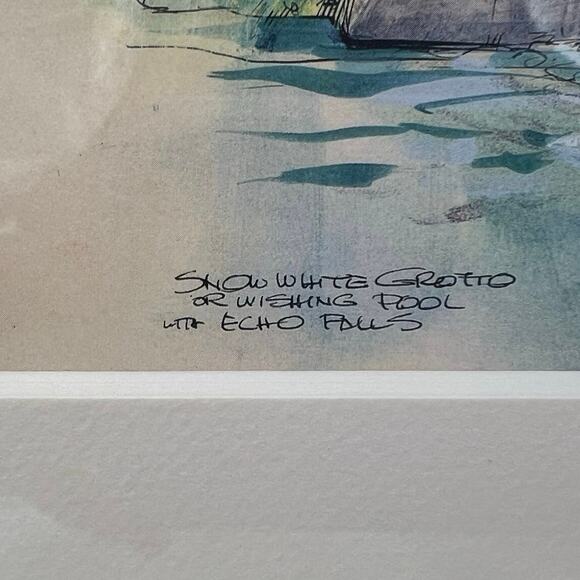 SNOW WHITE GROTTO
OR WISHING POOL
WITH ECHO FALLS